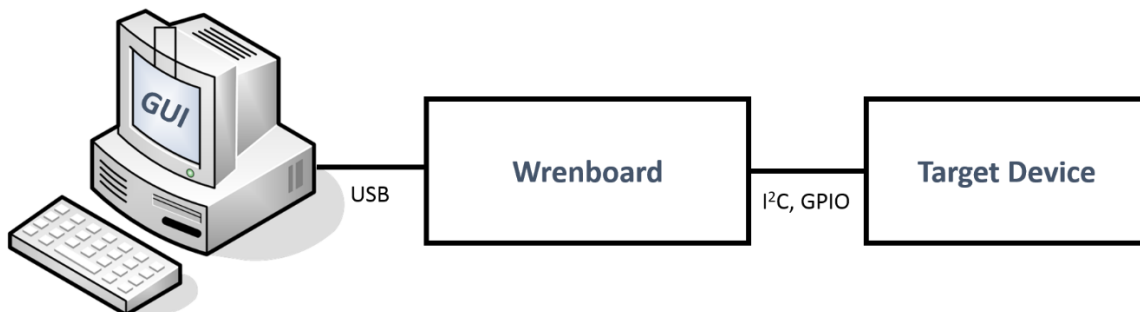 GUI
USB
Wrenboard
I²C, GPIO
Target Device